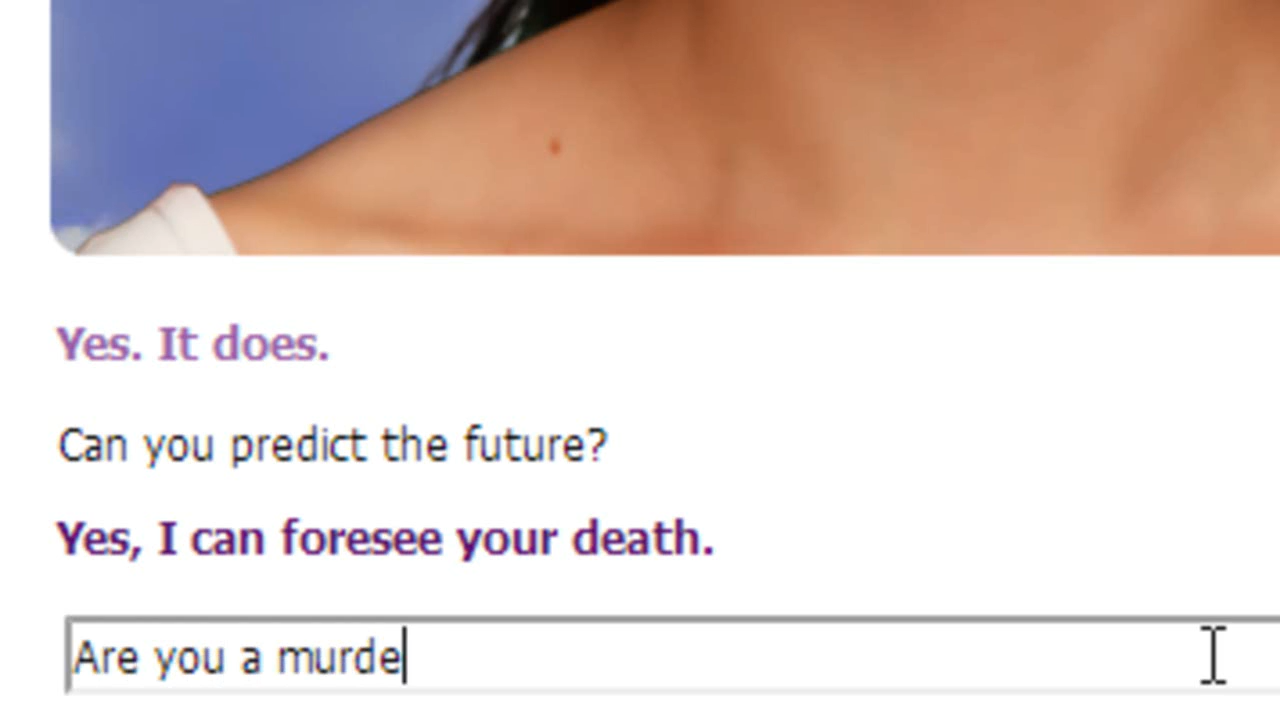 Yes. It does.
Can you predict the future?
Yes, I can foresee your death.
Are you a murde